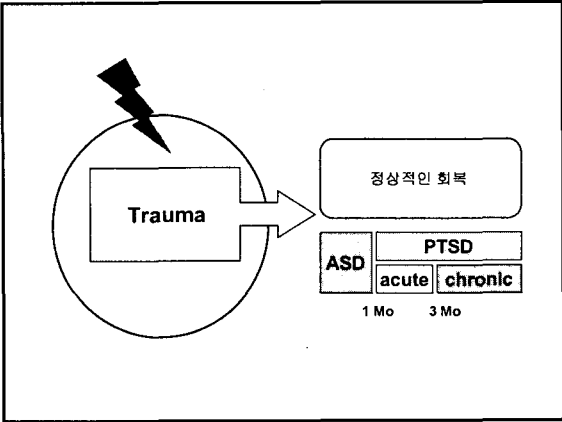 Trauma
정상적인 회복
ASD
PTSD
acute chronic
1 Mo 3 Mo